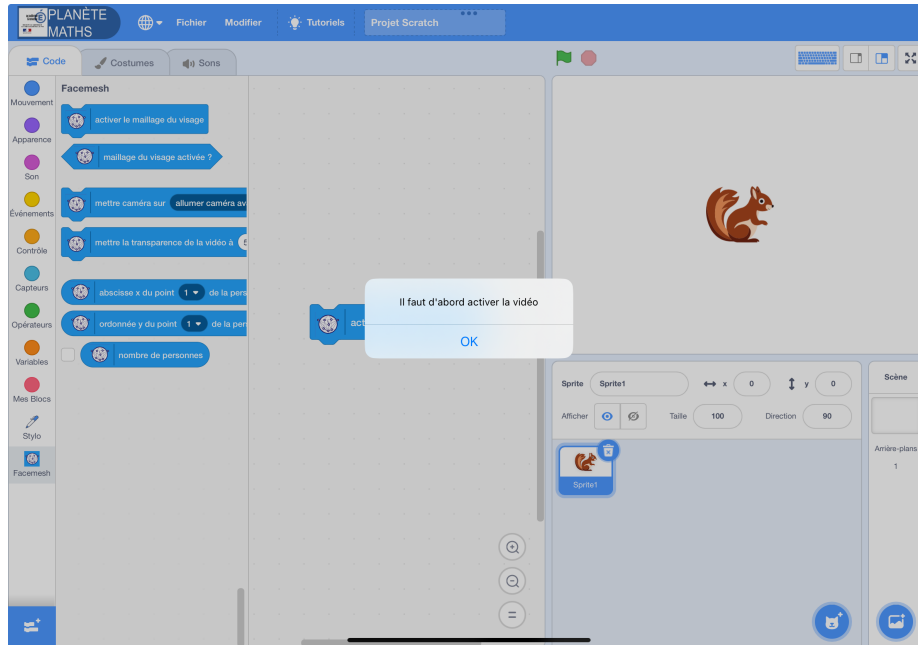 PLANÈTE
MATHS
Fichier
Modifier
Tutoriels
Projet Scratch
Code
Costumes
Sons
Mouvement
Apparence
Son
Événements
Contrôle
Capteurs
Opérateurs
Variables
Mes Blocs
Stylo
Facemesh
Facemesh
activer le maillage du visage
maillage du visage activée ?
mettre caméra sur allumer caméra av
mettre la transparence de la vidéo à
abscisse x du point 1 de la pers
ordonnée y du point 1 de la per
nombre de personnes
act
Il faut d'abord activer la vidéo
OK
Sprite Sprite1 x 0 y 0
Afficher Taille 100 Direction 90
Sprite1
Scène
Arrière-plans
1